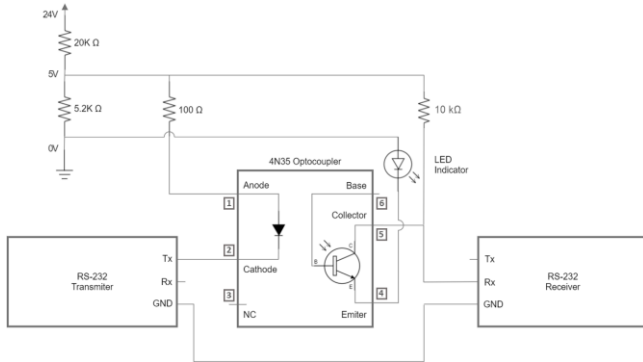 24V
20K Ω
5V
5.2K Ω
100 Ω
10 kΩ
0V
4N35 Optocoupler
LED
Indicator
Anode
Base
1
6
Collector
5
C
2
B
Cathode
E
4
3
NC
Emiter
Tx
RS-232
Transmiter
Rx
GND
Tx
RS-232
Receiver
Rx
GND